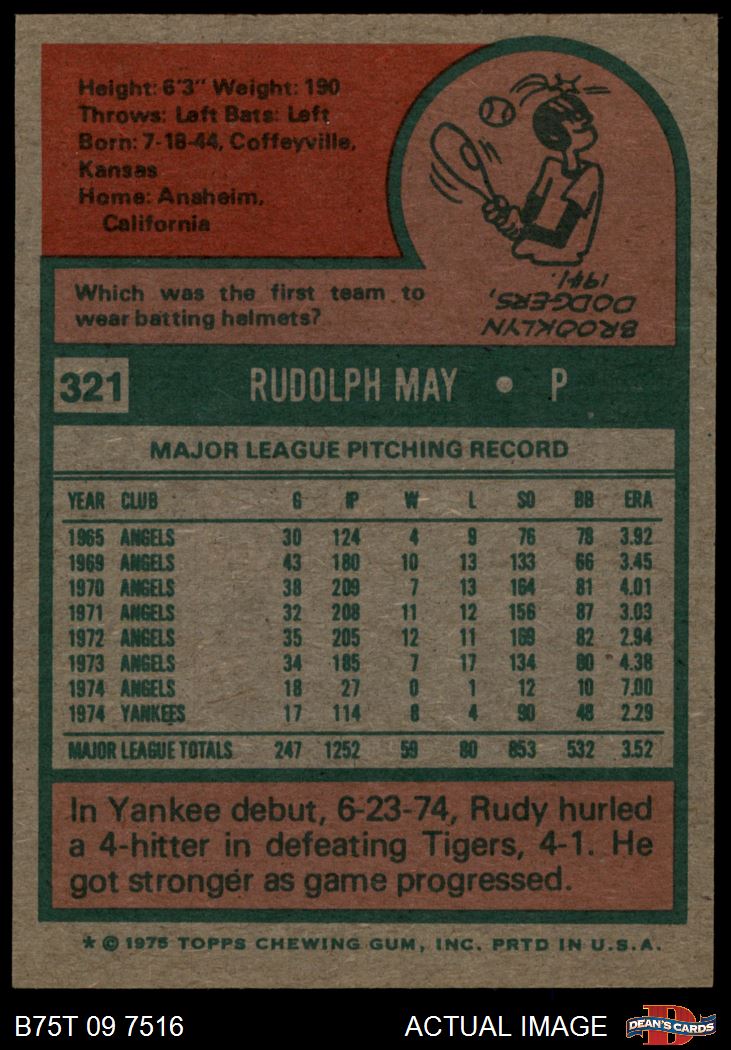 Height: 6'3" Weight: 190
Throws: Left Bats: Left
Born: 7-18-44, Coffeyville,
Kansas
Home: Anaheim,
California
Which was the first team to
wear batting helmets?
BROOKLYN
DODGERS,
1941.
321 RUDOLPH MAY • P
MAJOR LEAGUE PITCHING RECORD
YEAR CLUB G IP W L SO BB ERA
1965 ANGELS 30 124 4 9 76 78 3.92
1969 ANGELS 43 180 10 13 133 66 3.45
1970 ANGELS 38 209 7 13 164 81 4.01
1971 ANGELS 32 208 11 12 156 87 3.03
1972 ANGELS 35 205 12 11 169 82 2.94
1973 ANGELS 34 185 7 17 134 80 4.38
1974 ANGELS 18 27 0 1 12 10 7.00
1974 YANKEES 17 114 8 4 90 48 2.29
MAJOR LEAGUE TOTALS 247 1252 59 80 853 532 3.52
In Yankee debut, 6-23-74, Rudy hurled
a 4-hitter in defeating Tigers, 4-1. He
got stronger as game progressed.
* © 1975 TOPPS CHEWING GUM, INC. PRTD IN U.S.A.
B75T 09 7516 ACTUAL IMAGE
D
DEAN'S CARDS